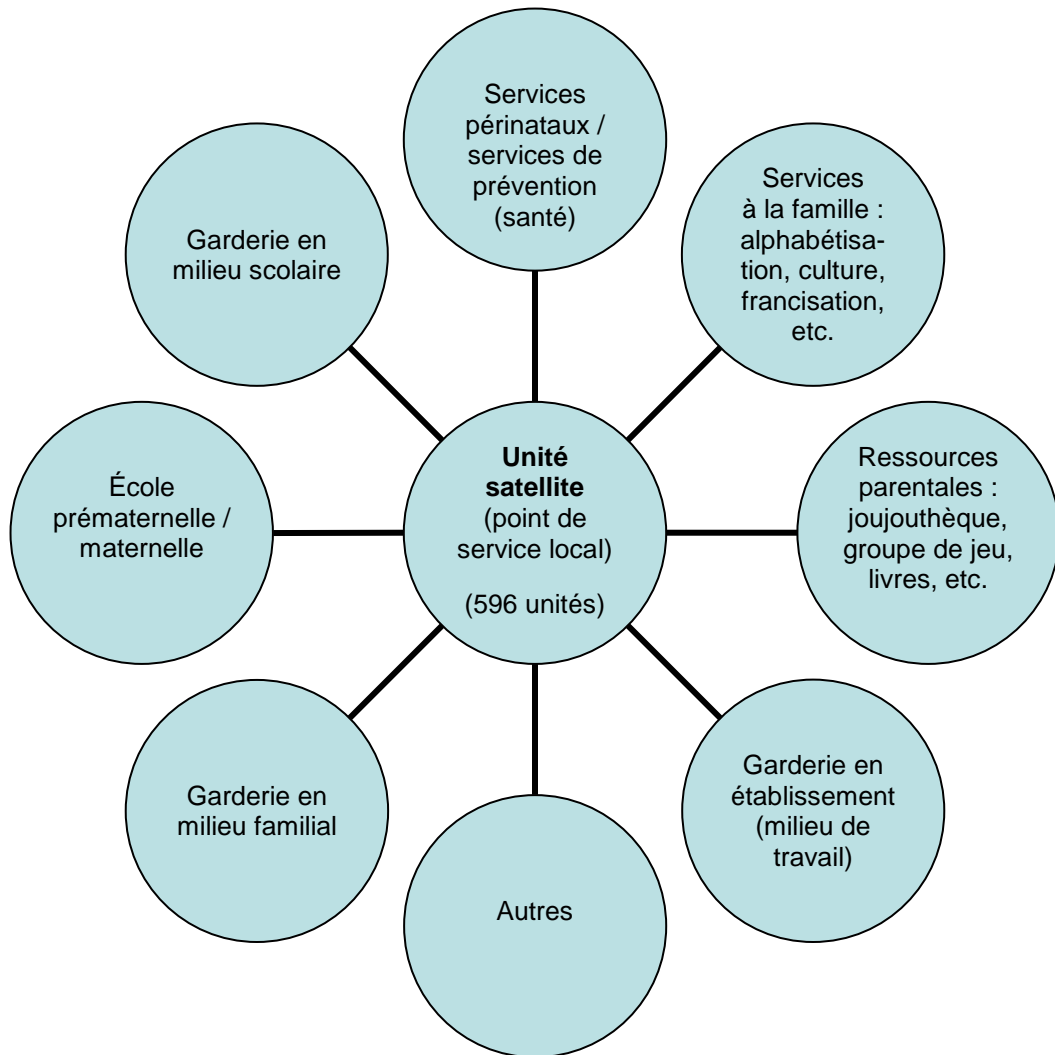 Services
périnataux /
services de
prévention
(santé)
Services
à la famille :
alphabétisa-
tion, culture,
francisation,
etc.
Garderie en
milieu scolaire
Unité
satellite
(point de
service local)
(596 unités)
Ressources
parentales :
joujouthèque,
groupe de jeu,
livres, etc.
École
prématernelle /
maternelle
Garderie en
établissement
(milieu de
travail)
Garderie en
milieu familial
Autres